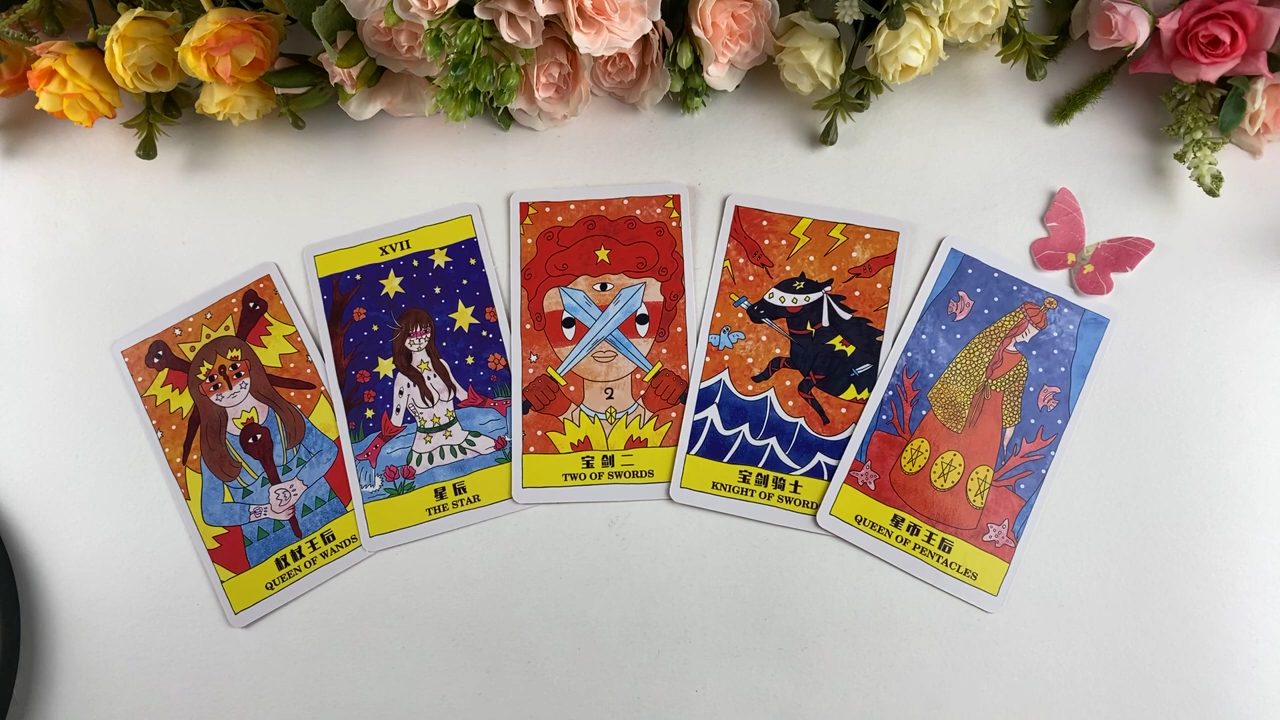 权杖王后
QUEEN OF WANDS
XVII
星辰
THE STAR
2
宝剑二
TWO OF SWORDS
宝剑骑士
KNIGHT OF SWORD
星币王后
QUEEN OF PENTACLES